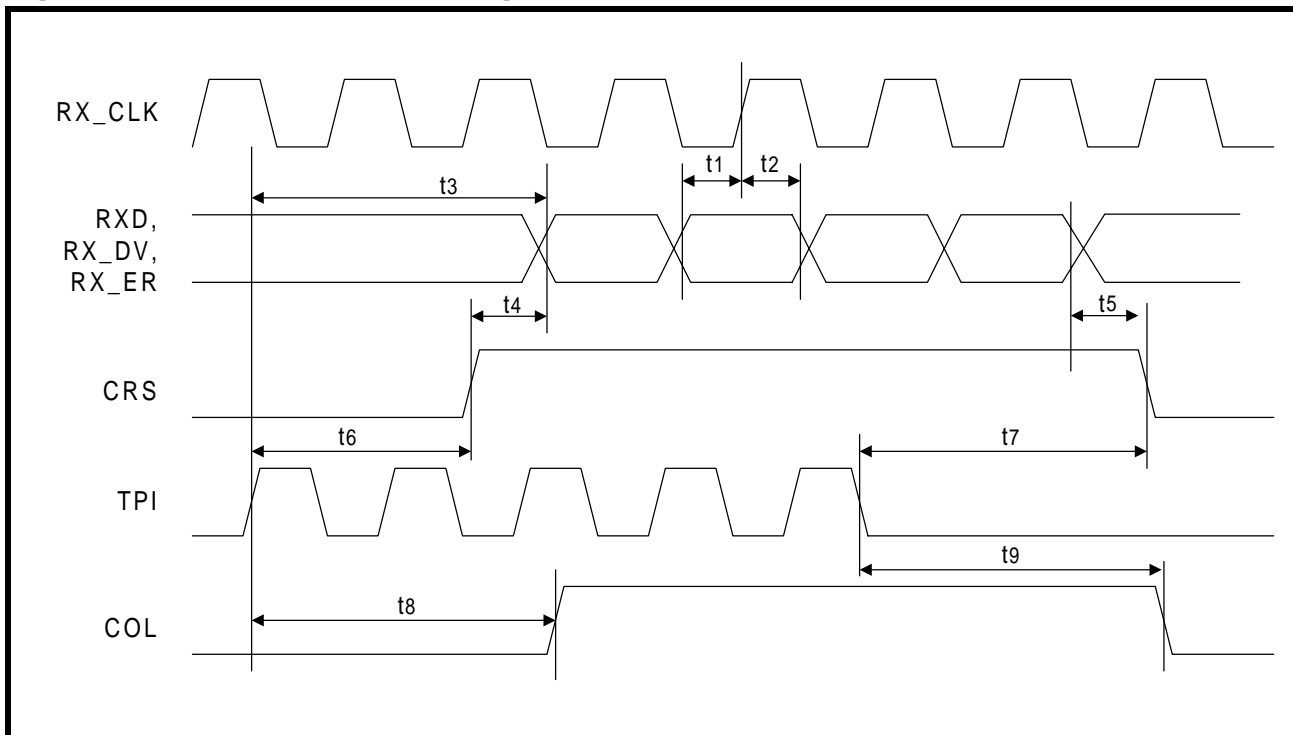 RX_CLK
t1
t2
t3
RXD,
RX_DV,
RX_ER
t4
t5
CRS
t6
t7
TPI
t9
t8
COL